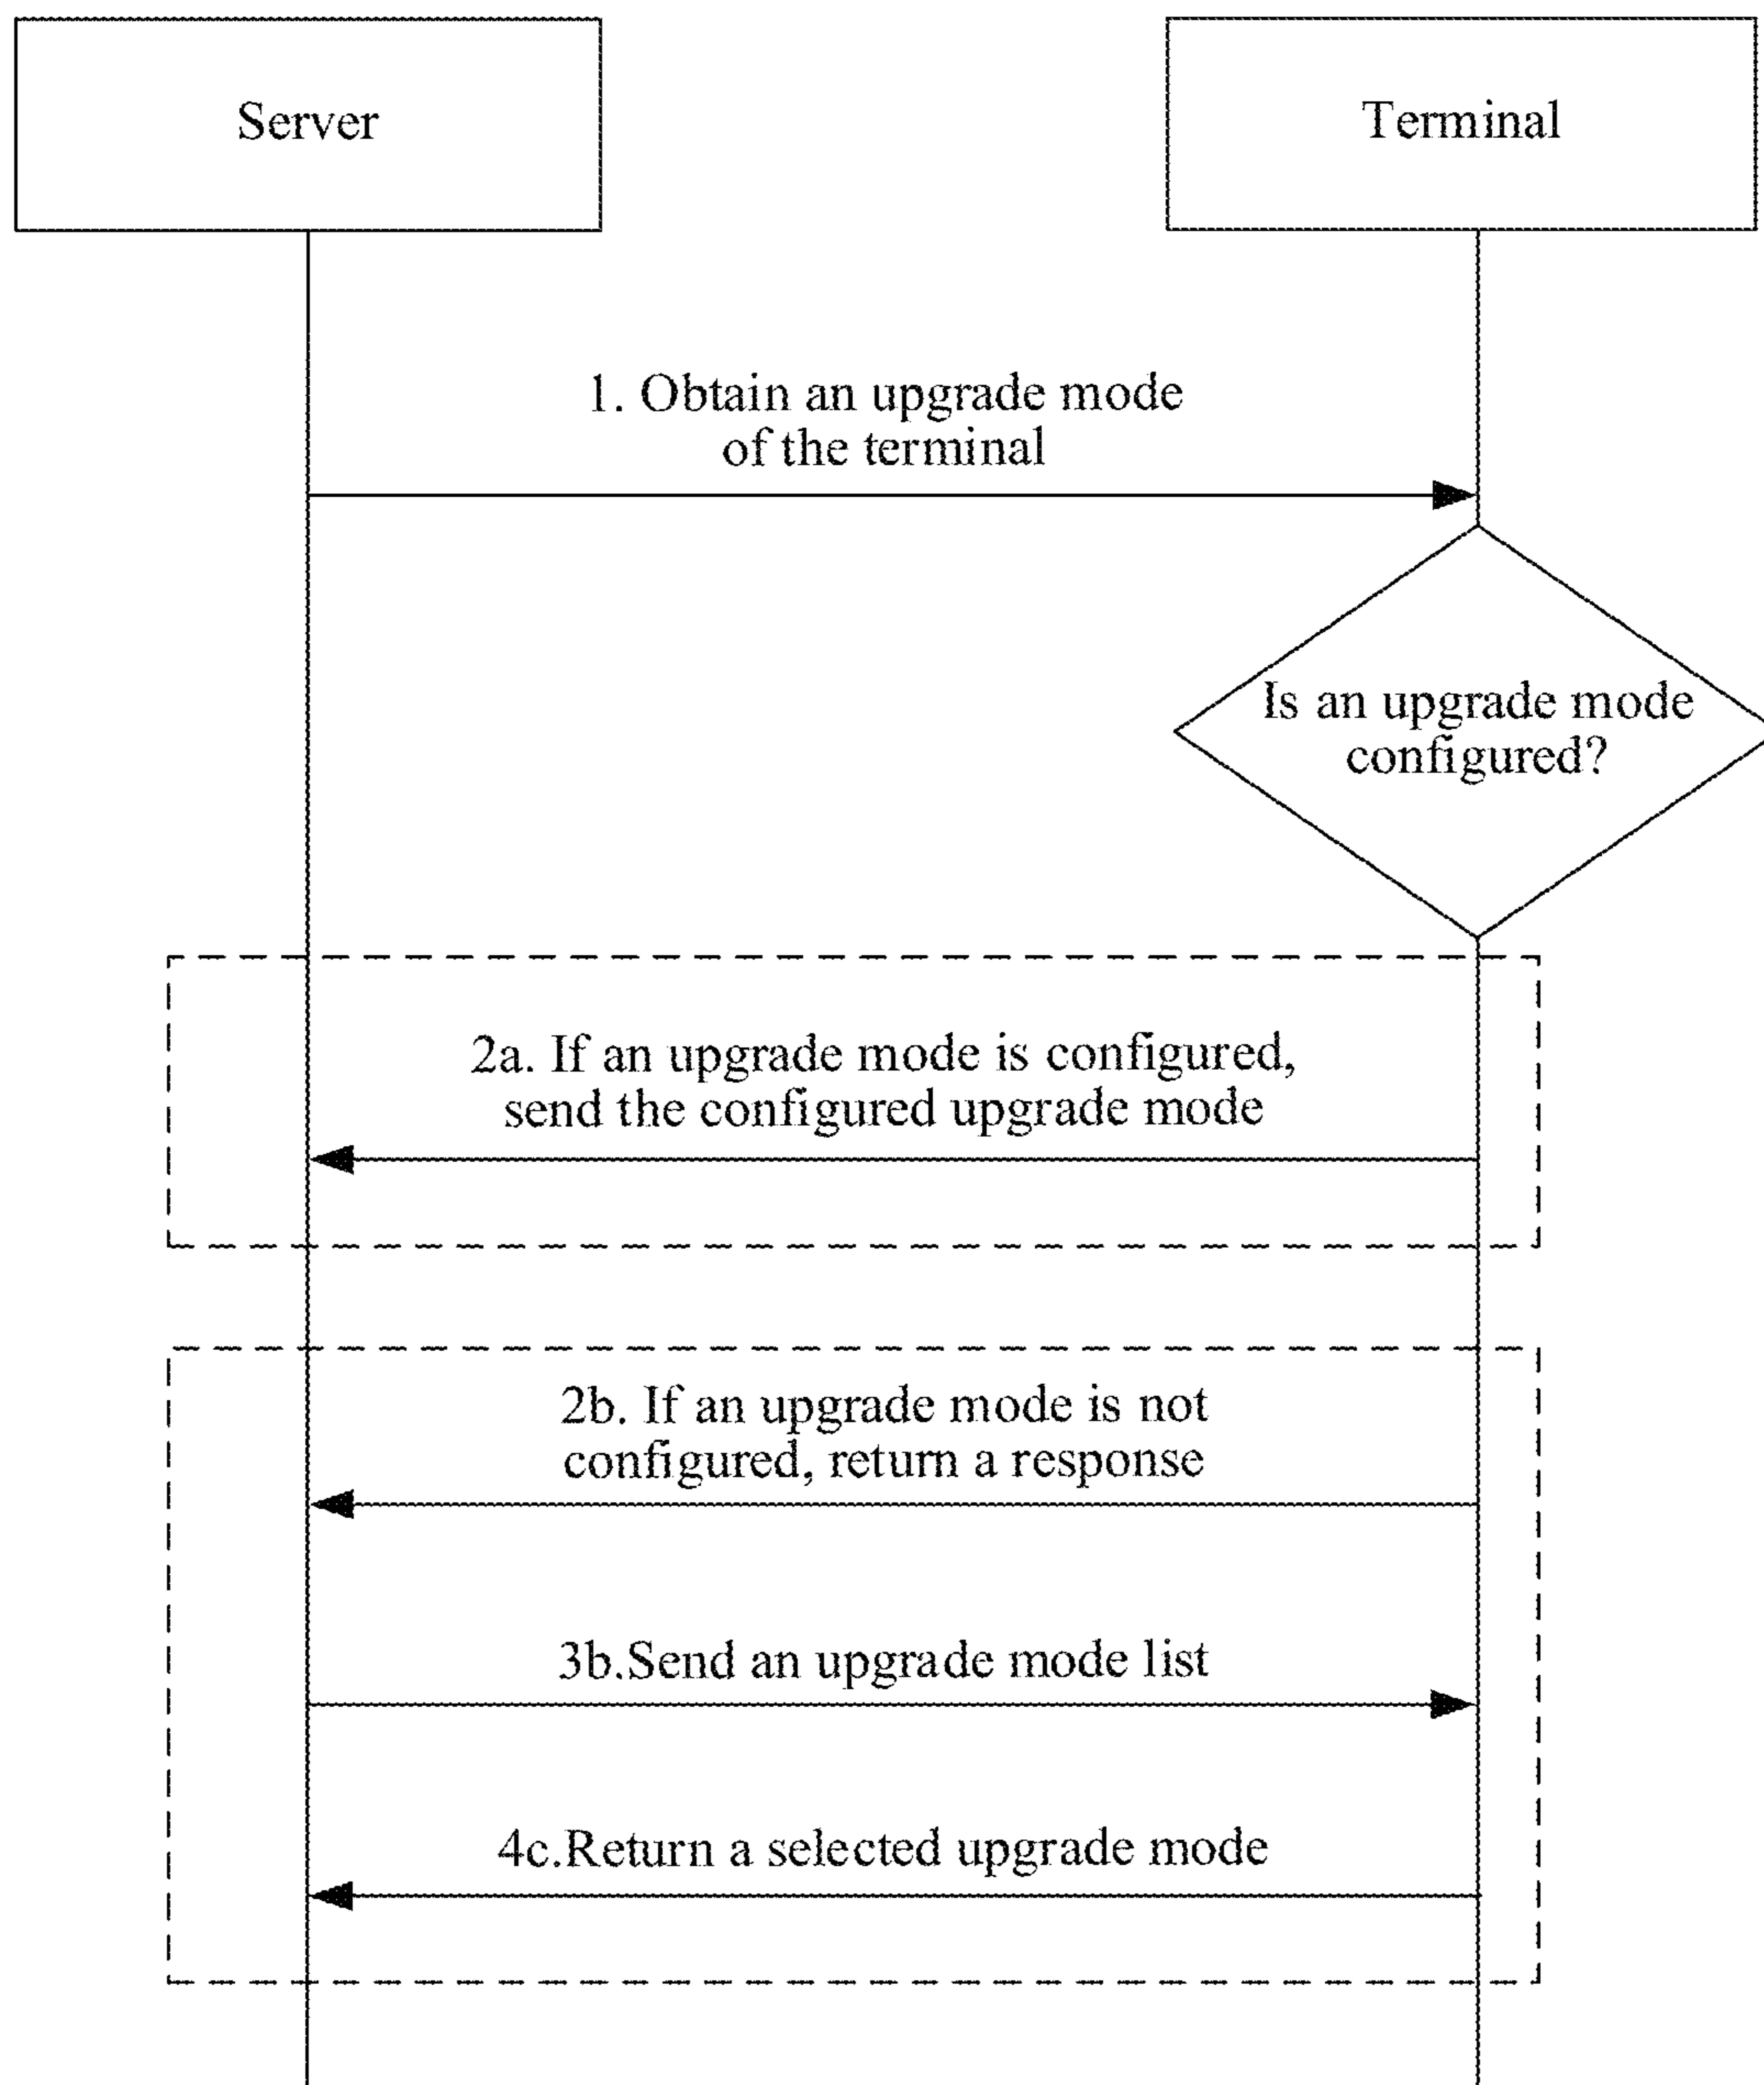 Server
Terminal
1. Obtain an upgrade mode
of the terminal
Is an upgrade mode
configured?
2a. If an upgrade mode is configured,
send the configured upgrade mode
2b. If an upgrade mode is not
configured, return a response
3b.Send an upgrade mode list
4c.Return a selected upgrade mode